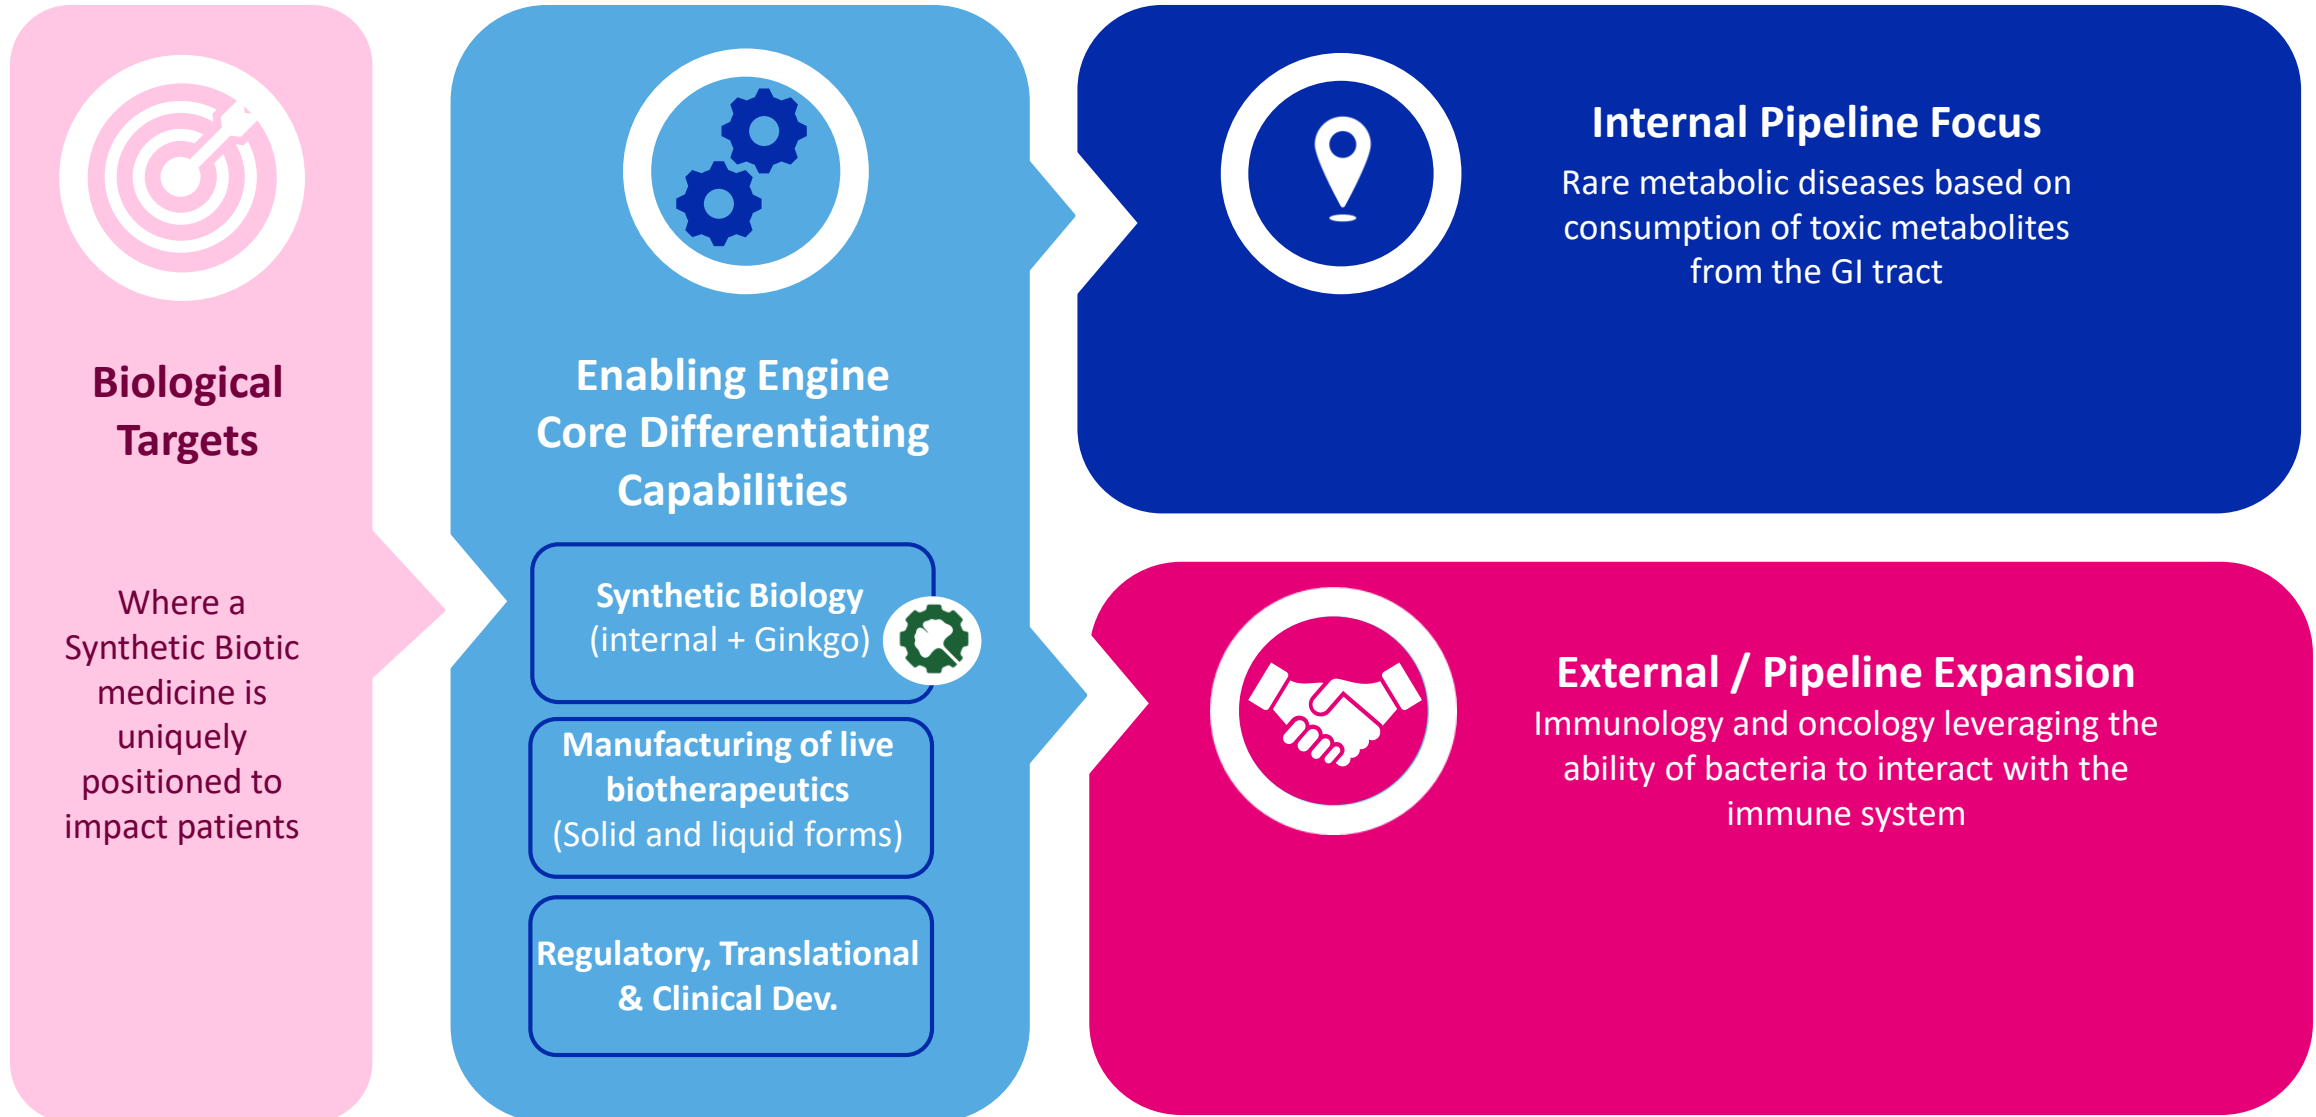 Biological
Targets
Where a
Synthetic Biotic
medicine is
uniquely
positioned to
impact patients
Enabling Engine
Core Differentiating
Capabilities
Synthetic Biology
(internal + Ginkgo)
Manufacturing of live
biotherapeutics
(Solid and liquid forms)
Regulatory, Translational
& Clinical Dev.
Internal Pipeline Focus
Rare metabolic diseases based on
consumption of toxic metabolites
from the GI tract
External / Pipeline Expansion
Immunology and oncology leveraging the
ability of bacteria to interact with the
immune system